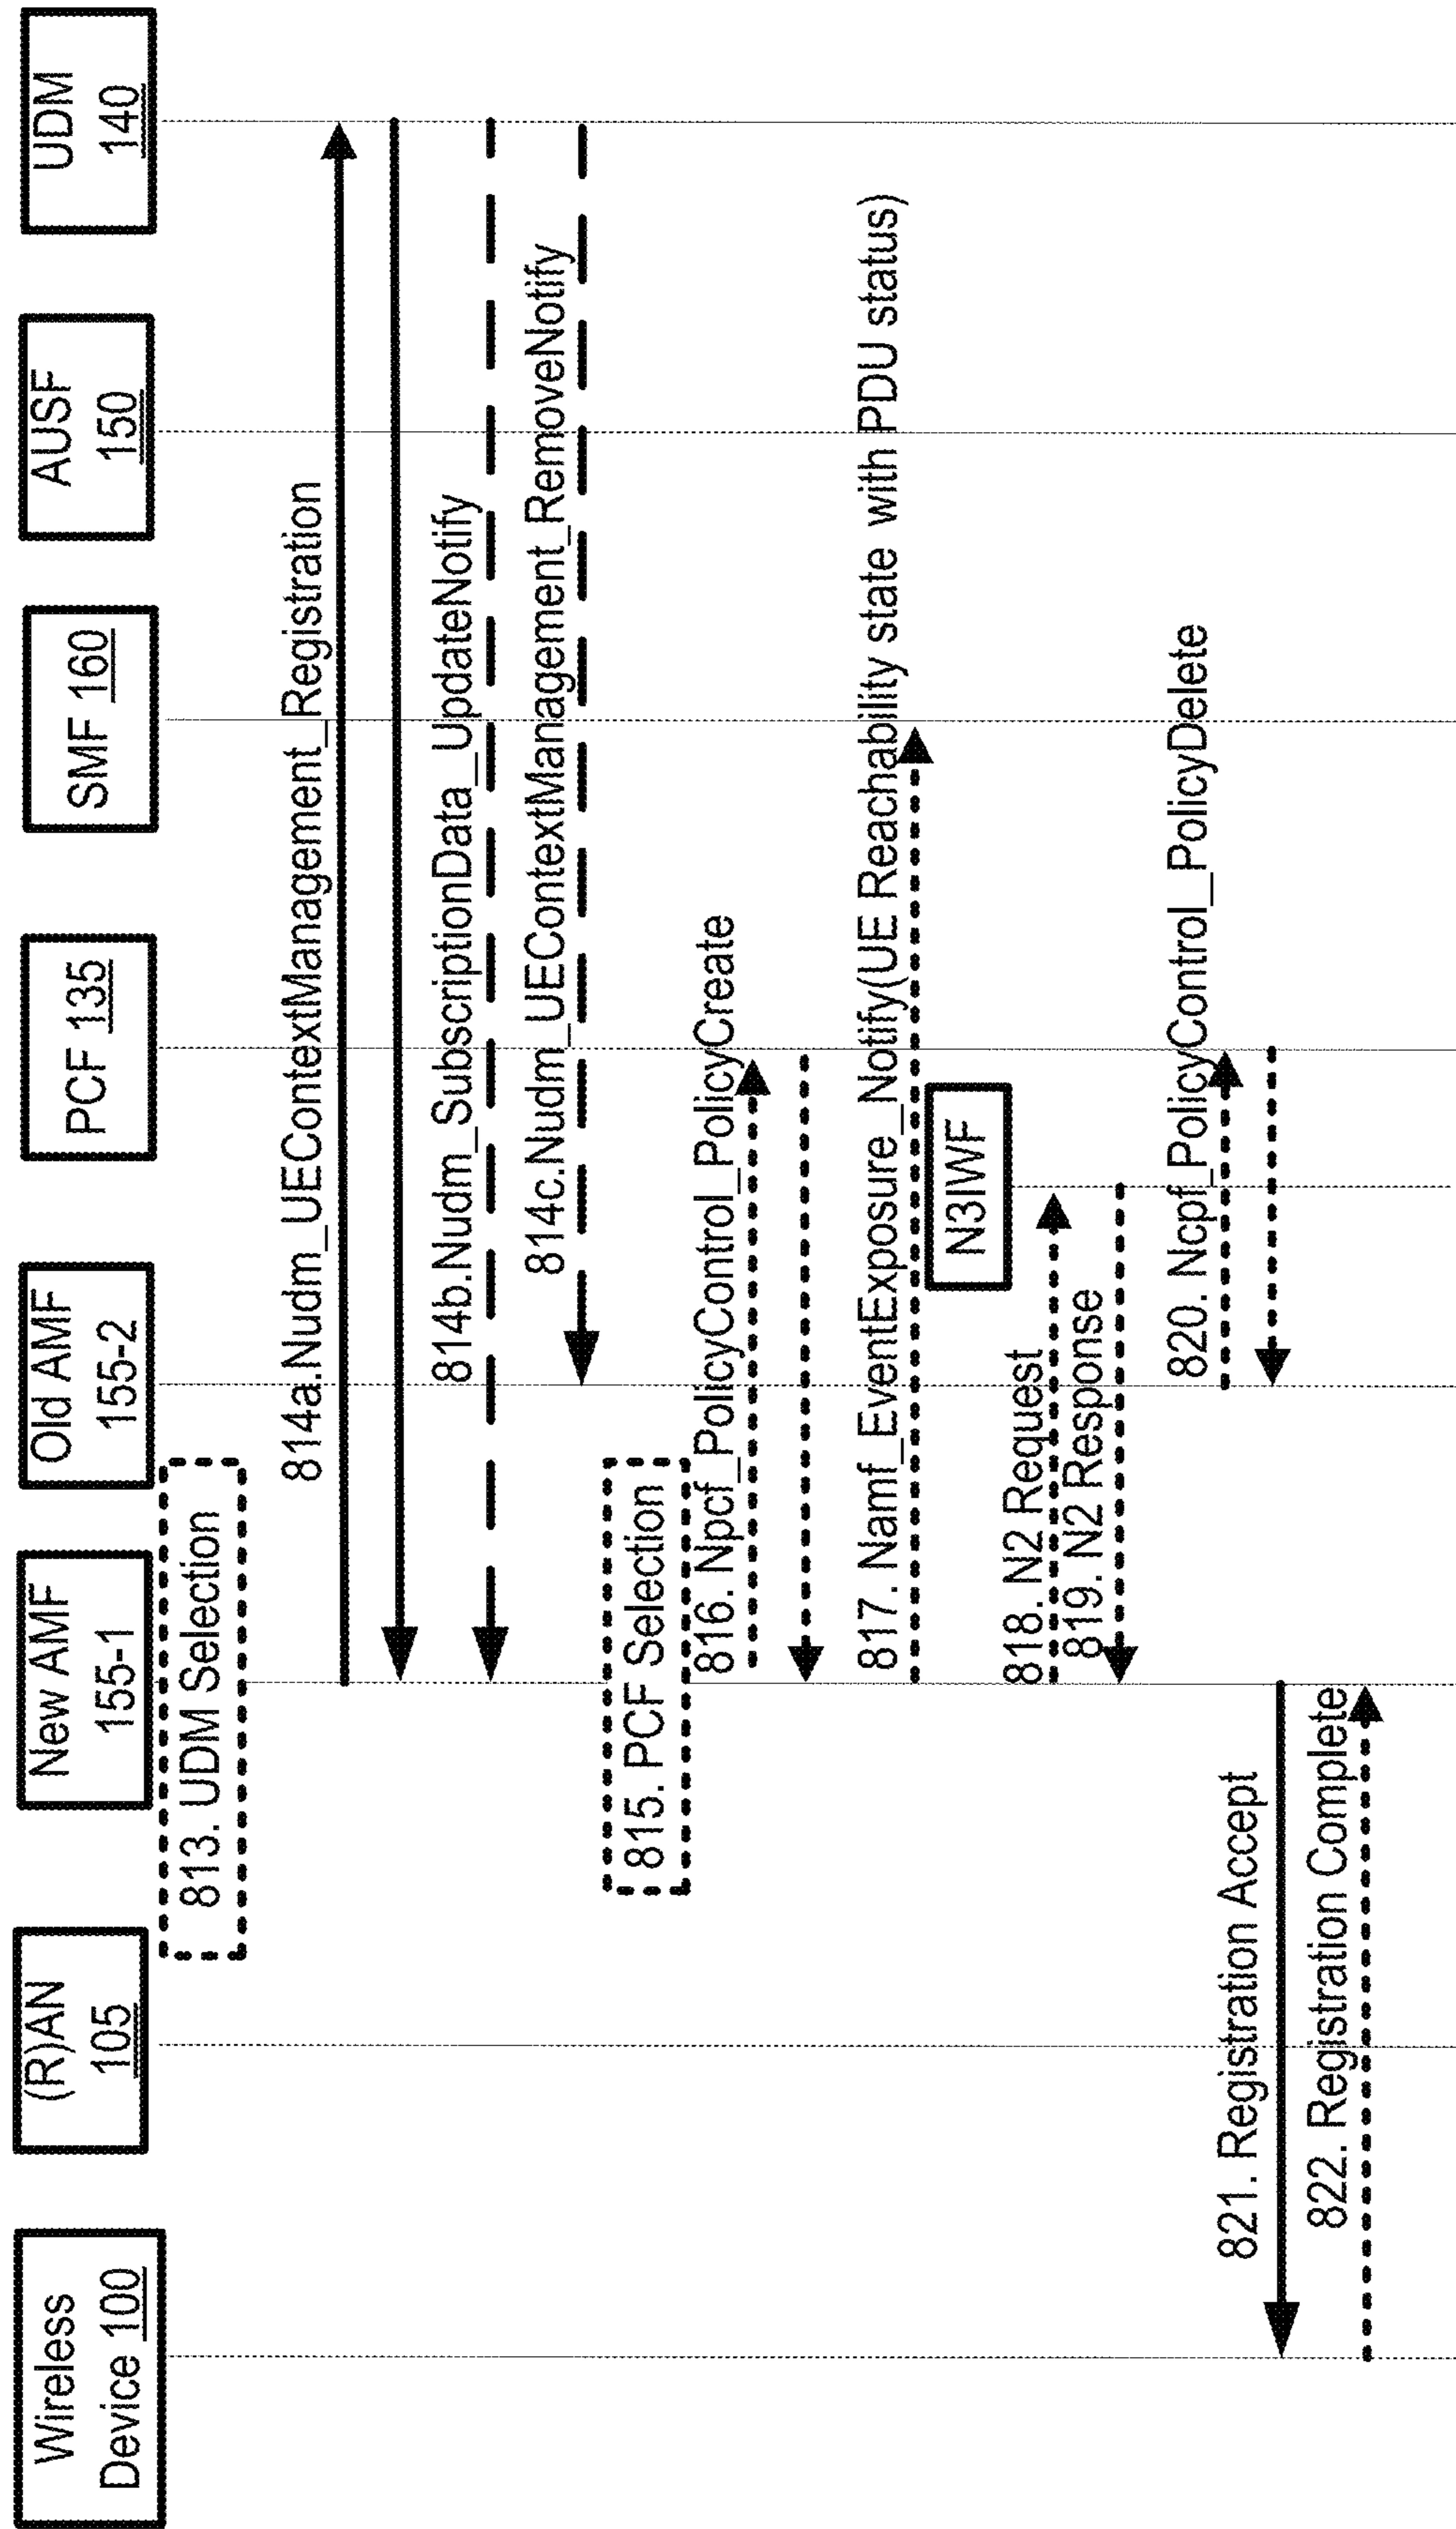 Wireless
Device 100
(R)AN
105
New AMF
155-1
Old AMF
155-2
PCF 135
SMF 160
AUSF
150
UDM
140
813. UDM Selection
814a.Nudm_UEContextManagement_Registration
814b.Nudm_SubscriptionData_UpdateNotify
814c.Nudm_UEContextManagement_RemoveNotify
815. PCF Selection
816. Npcf_PolicyControl_PolicyCreate
817. Namf_EventExposure_Notify(UE Reachability state with PDU status)
N3IWF
818. N2 Request
819. N2 Response
820. Ncpf_PolicyControl_PolicyDelete
821. Registration Accept
822. Registration Complete